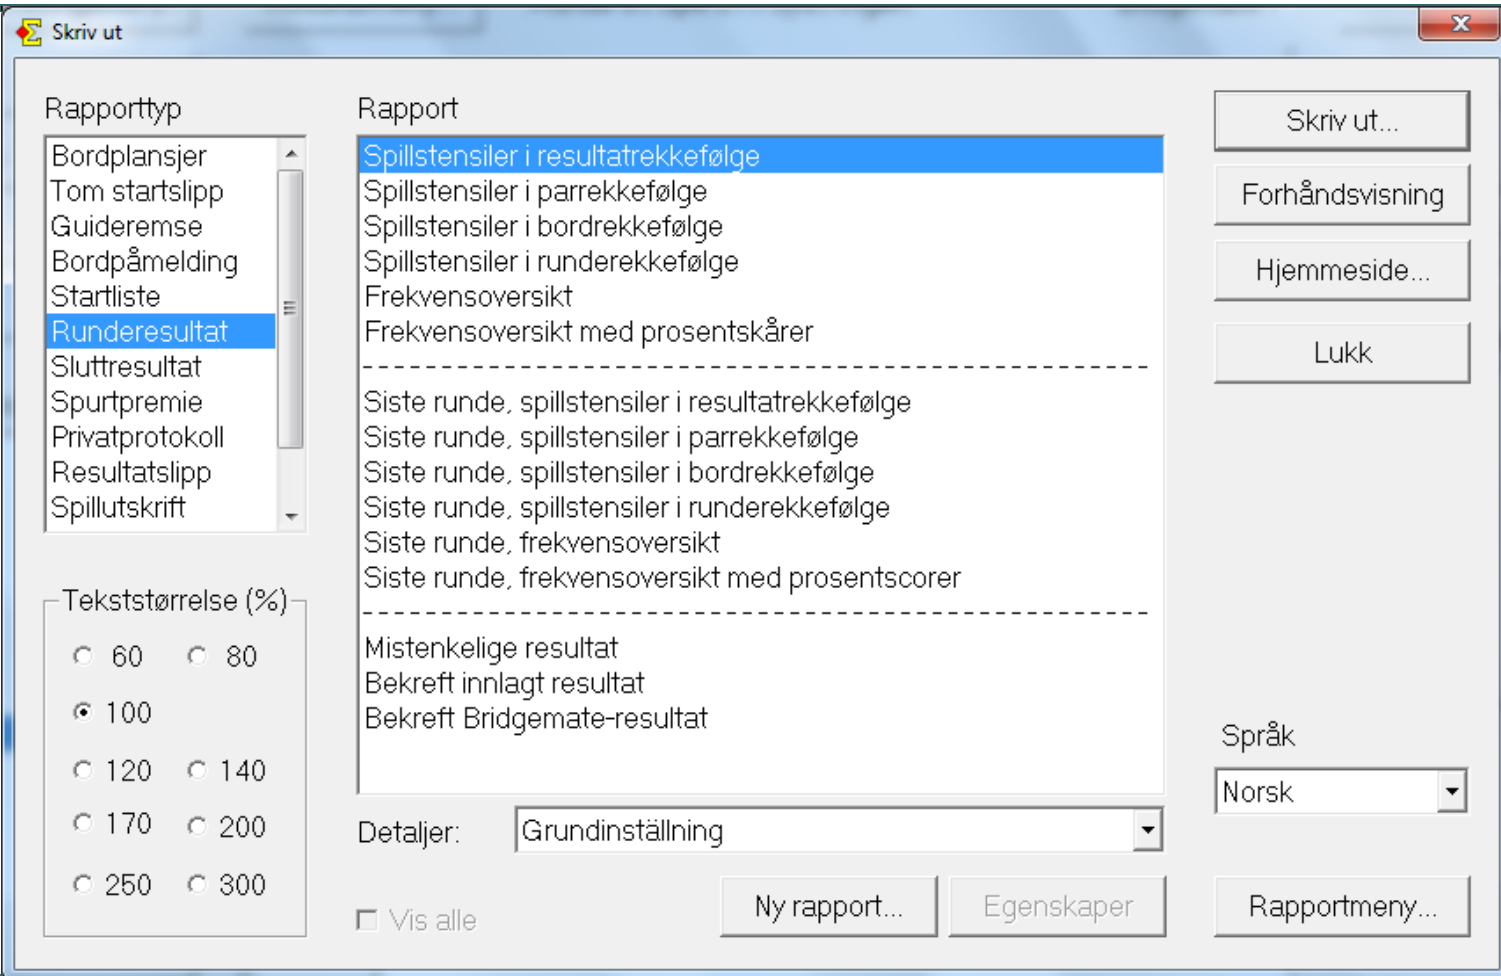 Skriv ut
x
Rapporttyp
Bordplansjer
Tom startslipp
Guideremse
Bordpåmelding
Startliste
Runderesultat
Sluttresultat
Spurtpremie
Privatprotokoll
Resultatslipp
Spillutskrift
Tekststørrelse (%)
60 80
100
120 140
170 200
250 300
Rapport
Spillstensiler i resultatrekkefølge
Spillstensiler i parrekkefølge
Spillstensiler i bordrekkefølge
Spillstensiler i runderekkefølge
Frekvensoversikt
Frekvensoversikt med prosentskårer
Siste runde, spillstensiler i resultatrekkefølge
Siste runde, spillstensiler i parrekkefølge
Siste runde, spillstensiler i bordrekkefølge
Siste runde, spillstensiler i runderekkefølge
Siste runde, frekvensoversikt
Siste runde, frekvensoversikt med prosentscorer
Mistenkelige resultat
Bekreft innlagt resultat
Bekreft Bridgemate-resultat
Detaljer: Grundinställning
Vis alle
Ny rapport...
Egenskaper
Skriv ut...
Forhåndsvisning
Hjemmeside...
Lukk
Språk
Norsk
Rapportmeny...